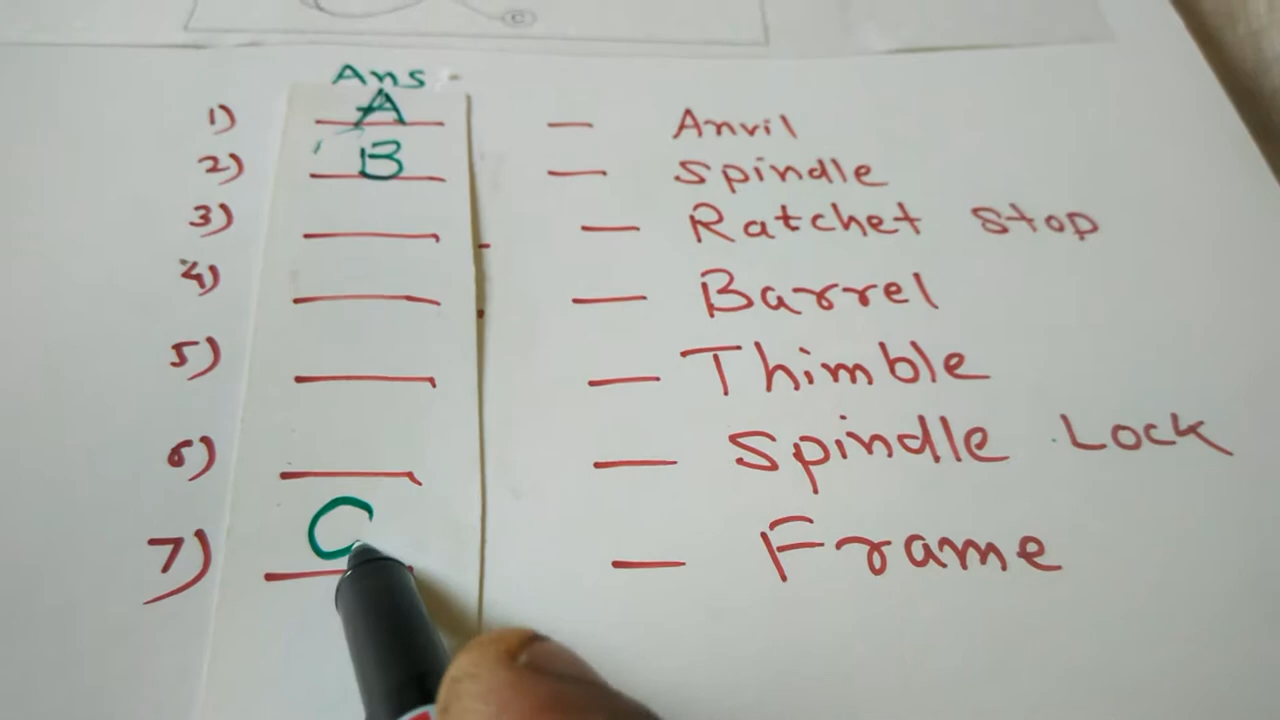 C
Ans
1) A - Anvil
2) B - Spindle
3) - Ratchet stop
4) - Barrel
5) - Thimble
6) - Spindle Lock
7) C - Frame